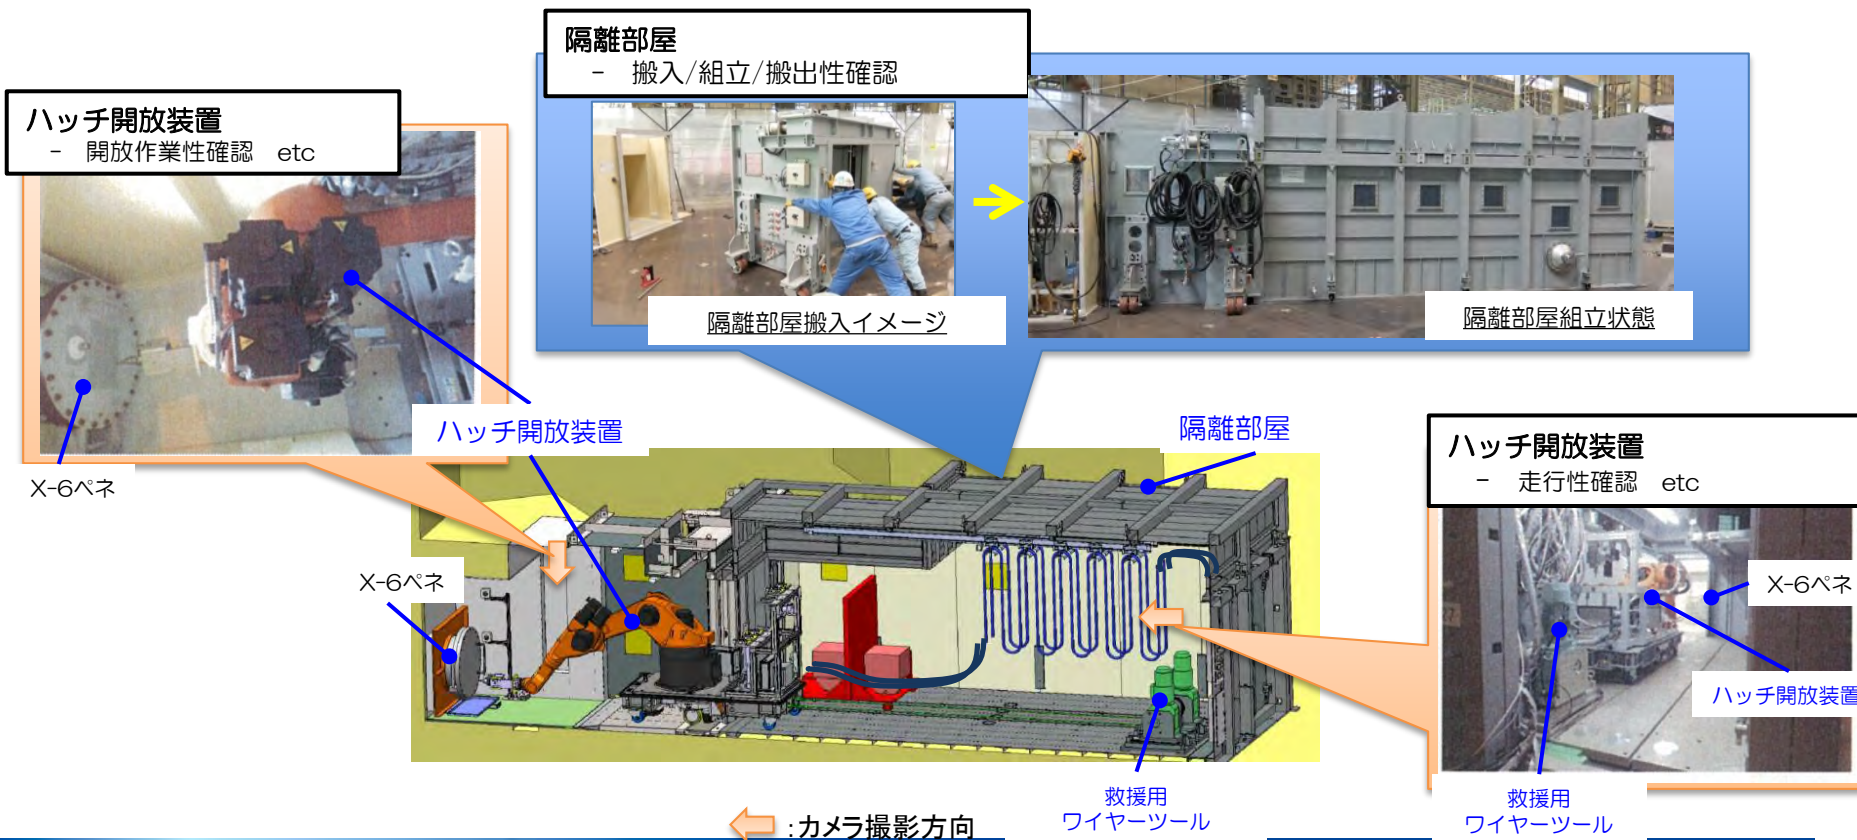 隔離部屋
- 搬入/組立/搬出性確認
ハッチ開放装置
- 開放作業性確認 etc
隔離部屋搬入イメージ
隔離部屋組立状態
ハッチ開放装置
X-6ペネ
隔離部屋
ハッチ開放装置
- 走行性確認 etc
X-6ペネ
X-6ペネ
ハッチ開放装置
救援用
ワイヤーツール
救援用
ワイヤーツール
:カメラ撮影方向